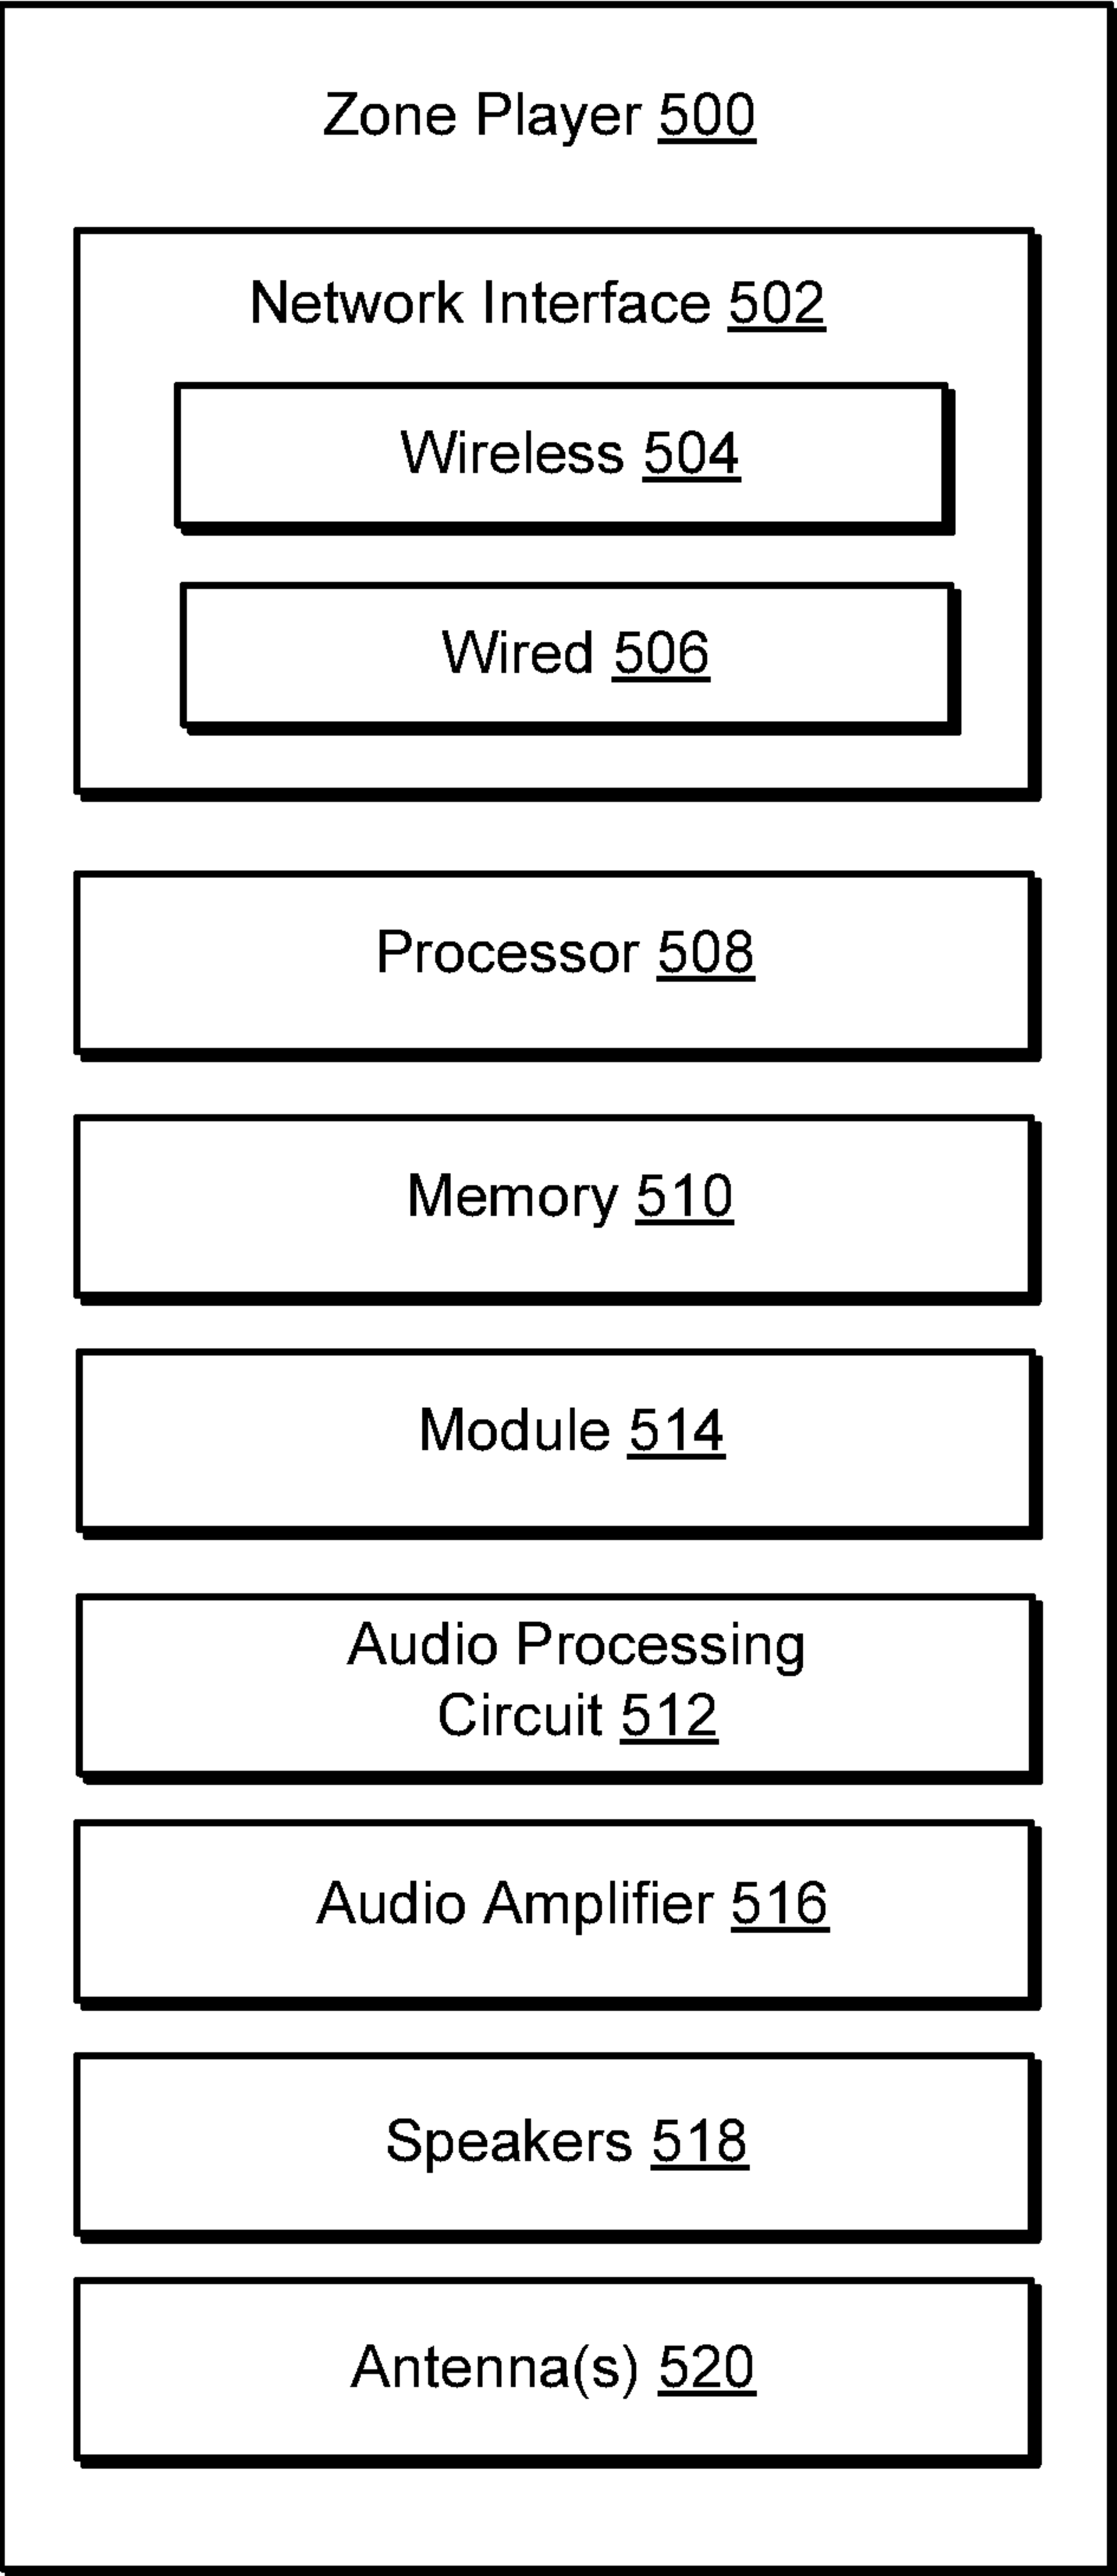 Zone Player 500
Network Interface 502
Wireless 504
Wired 506
Processor 508
Memory 510
Module 514
Audio Processing
Circuit 512
Audio Amplifier 516
Speakers 518
Antenna(s) 520